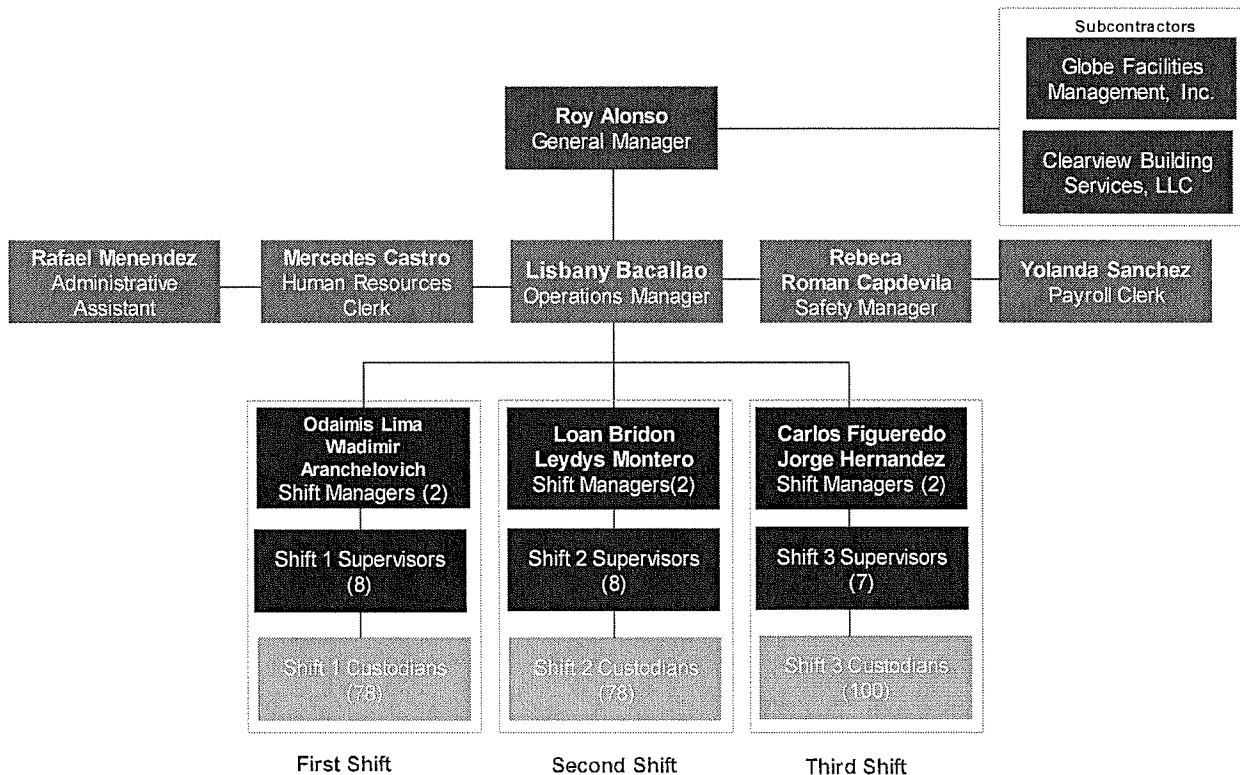 Subcontractors
Globe Facilities
Management, Inc.
Clearview Building
Services, LLC
Roy Alonso
General Manager
Rafael Menendez
Administrative
Assistant
Mercedes Castro
Human Resources
Clerk
Lisbany Bacallao
Operations Manager
Rebeca
Roman Capdevila
Safety Manager
Yolanda Sanchez
Payroll Clerk
Odaimis Lima
Wladimir
Aranchelovich
Shift Managers (2)
Shift 1 Supervisors
(8)
Shift 1 Custodians
(78)
First Shift
Loan Bridon
Leydys Montero
Shift Managers(2)
Shift 2 Supervisors
(8)
Shift 2 Custodians
(78)
Second Shift
Carlos Figueredo
Jorge Hernandez
Shift Managers (2)
Shift 3 Supervisors
(7)
Shift 3 Custodians
(100)
Third Shift